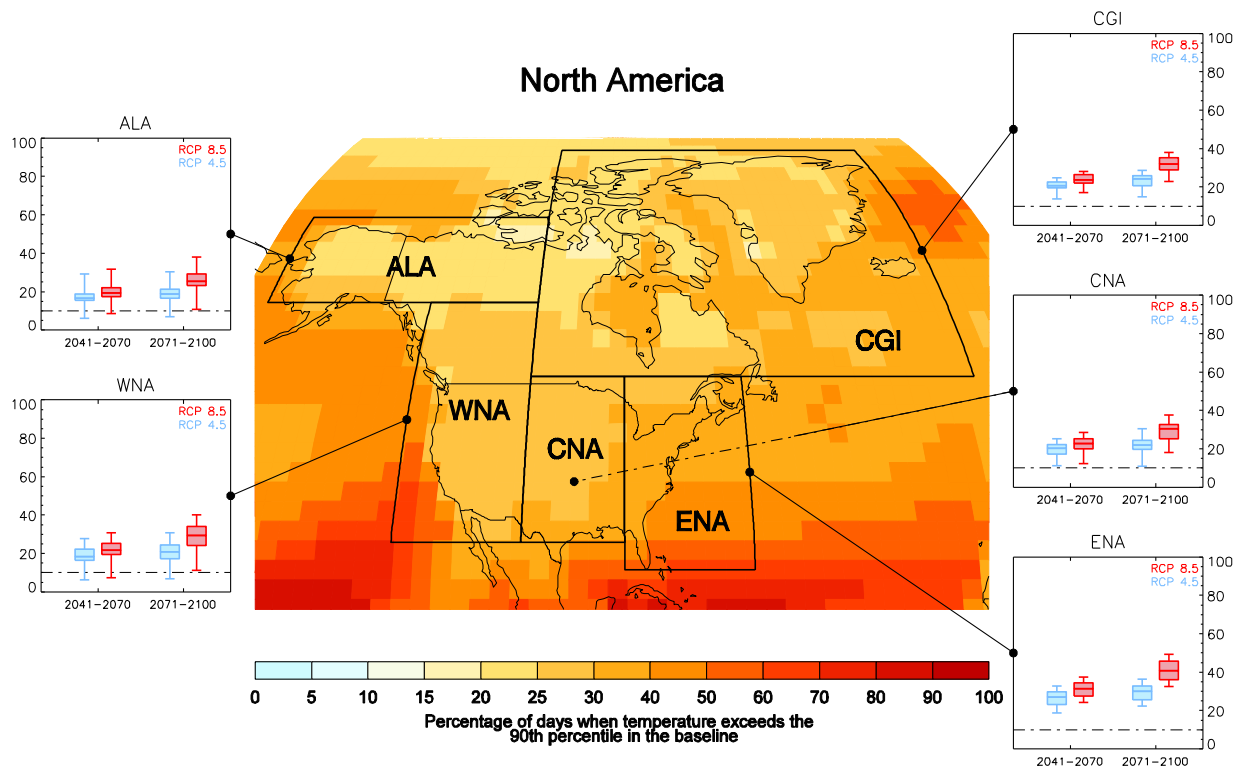 North America
ALA
RCP 8.5
RCP 4.5
100
80
60
40
20
0
2041-2070
2071-2100
WNA
RCP 8.5
RCP 4.5
100
80
60
40
20
0
2041-2070
2071-2100
ALA
WNA
CNA
ENA
CGI
CGI
RCP 8.5
RCP 4.5
100
80
60
40
20
0
2041-2070
2071-2100
CNA
RCP 8.5
RCP 4.5
100
80
60
40
20
0
2041-2070
2071-2100
ENA
RCP 8.5
RCP 4.5
100
80
60
40
20
0
2041-2070
2071-2100
0 5 10 15 20 25 30 40 50 60 70 80 90 100
Percentage of days when temperature exceeds the
90th percentile in the baseline